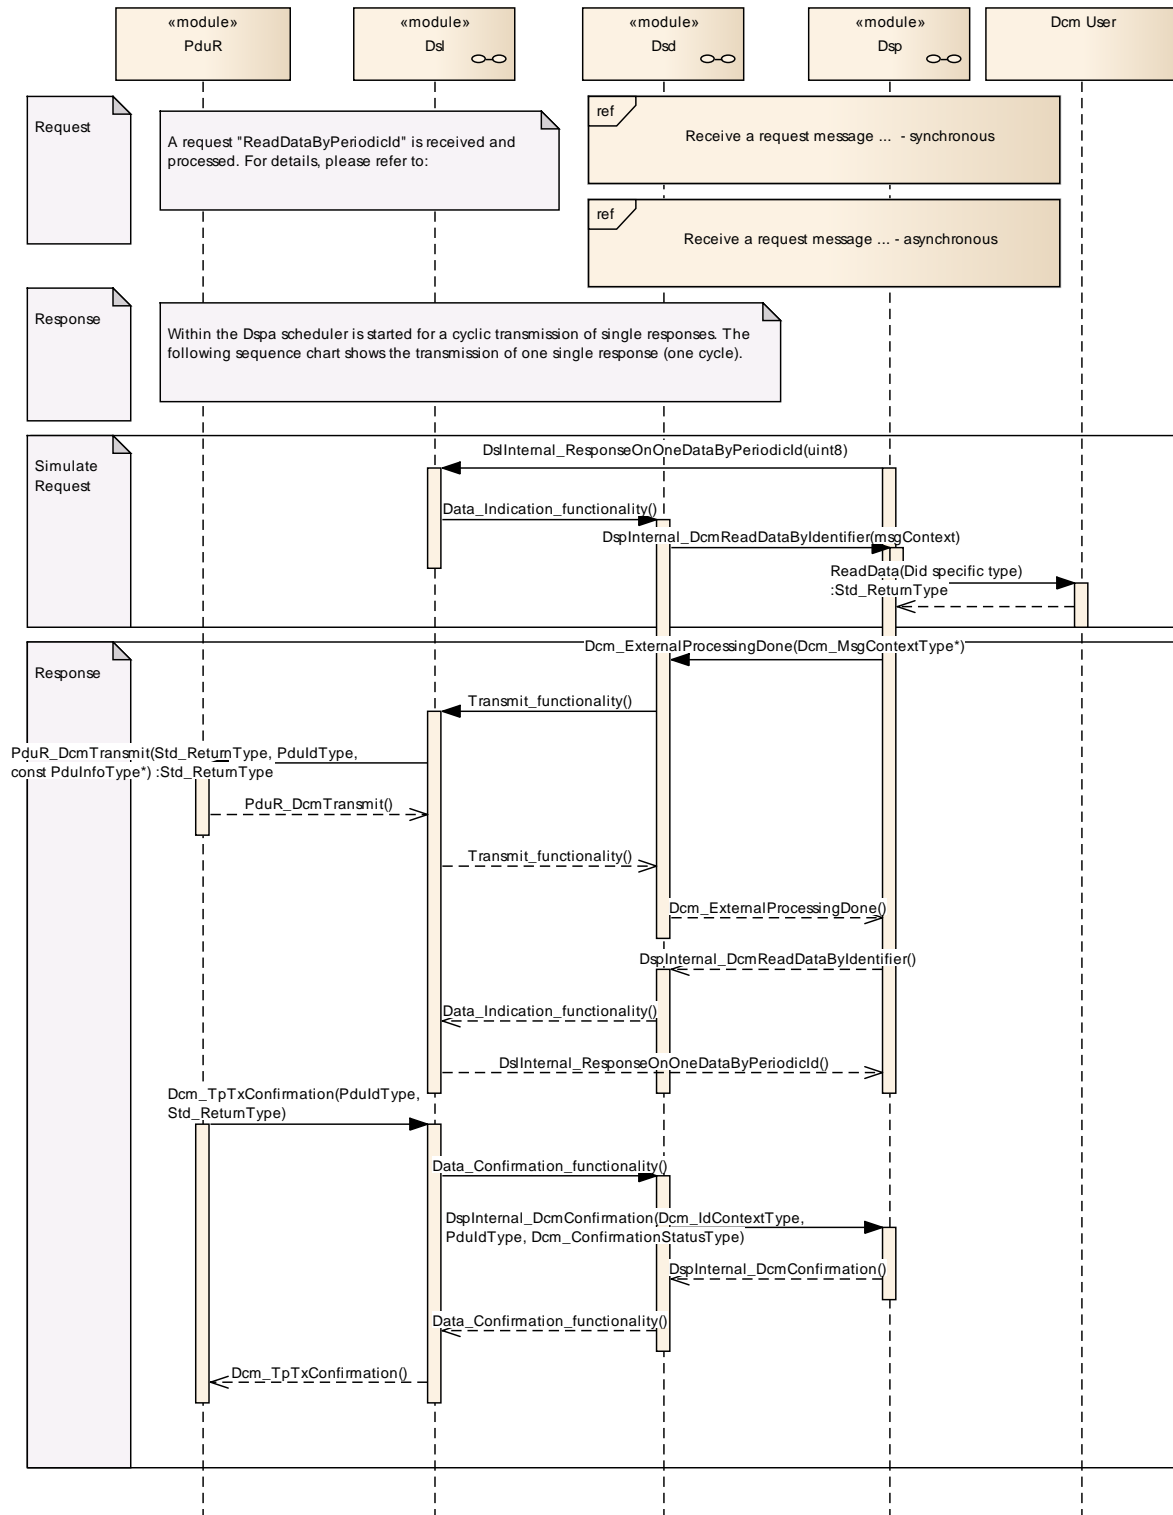 «module»
PduR
«module»
Dsl
«module»
Dsd
«module»
Dsp
Dcm User
Request
A request "ReadDataByPeriodicId" is received and
processed. For details, please refer to:
ref
Receive a request message ... - synchronous
ref
Receive a request message ... - asynchronous
Response
Within the Dspa scheduler is started for a cyclic transmission of single responses. The
following sequence chart shows the transmission of one single response (one cycle).
Simulate
Request
DslInternal_ResponseOnOneDataByPeriodicId(uint8)
Data_Indication_functionality()
DspInternal_DcmReadDataByIdentifier(msgContext)
ReadData(Did specific type)
:Std_ReturnType
Response
Dcm_ExternalProcessingDone(Dcm_MsgContextType*)
Transmit_functionality()
PduR_DcmTransmit(Std_ReturnType, PduIdType,
const PduInfoType*) :Std_ReturnType
PduR_DcmTransmit()
Transmit_functionality()
Dcm_ExternalProcessingDone()
DspInternal_DcmReadDataByIdentifier()
Data_Indication_functionality()
DslInternal_ResponseOnOneDataByPeriodicId()
Dcm_TpTxConfirmation(PduIdType,
Std_ReturnType)
Data_Confirmation_functionality()
DspInternal_DcmConfirmation(Dcm_IdContextType,
PduIdType, Dcm_ConfirmationStatusType)
DspInternal_DcmConfirmation()
Data_Confirmation_functionality()
Dcm_TpTxConfirmation()